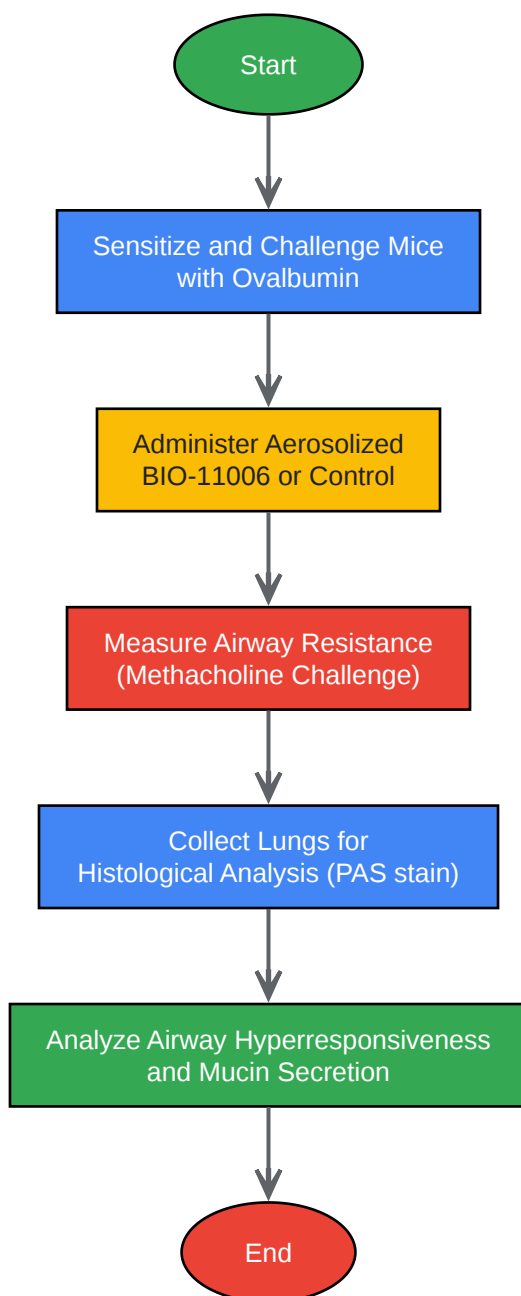 Start
Sensitize and Challenge Mice
with Ovalbumin
Administer Aerosolized
BIO-11006 or Control
Measure Airway Resistance
(Methacholine Challenge)
Collect Lungs for
Histological Analysis (PAS stain)
Analyze Airway Hyperresponsiveness
and Mucin Secretion
End